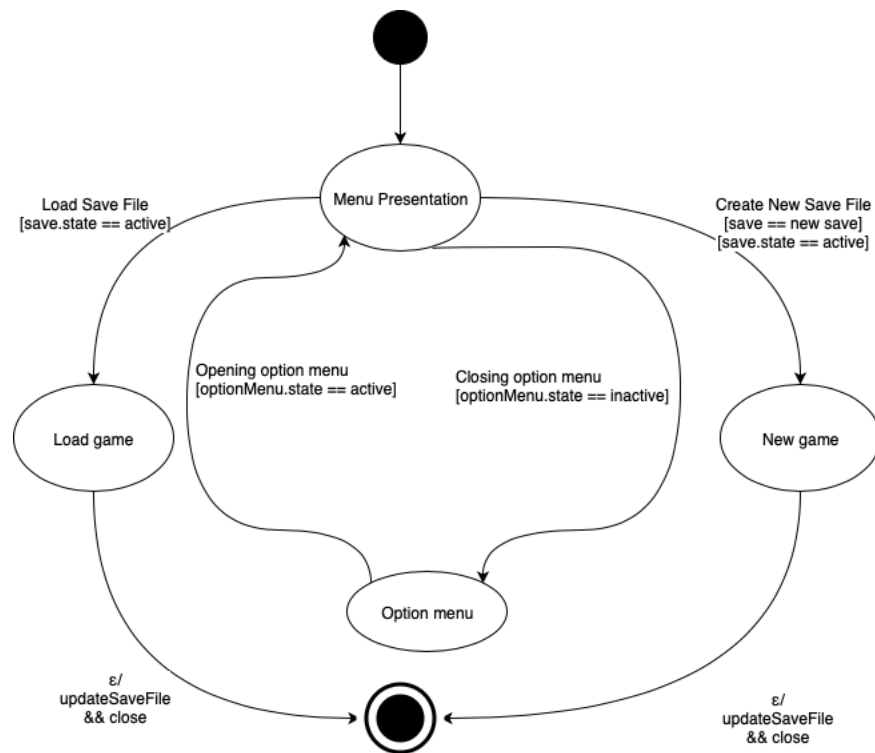 Menu Presentation
Load Save File
[save.state == active]
Create New Save File
[save == new save]
[save.state == active]
Opening option menu
[optionMenu.state == active]
Closing option menu
[optionMenu.state == inactive]
Load game
New game
Option menu
ε/
updateSaveFile
&& close
ε/
updateSaveFile
&& close